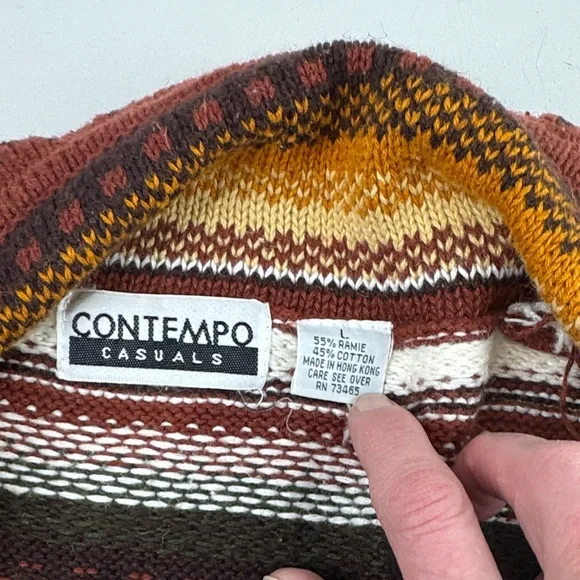 CONTEMPO
CASUALS
L
55% RAMIE
45% COTTON
MADE IN HONG KONG
CARE SEE OVER
RN 73465